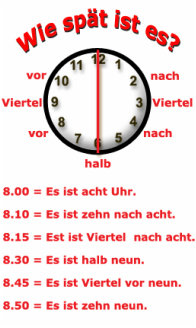 Wie spät ist es?
12
11 1
vor 10 2 nach
Viertel 9 3 Viertel
8 4
vor 7 5 nach
6
halb
8.00 = Es ist acht Uhr.
8.10 = Es ist zehn nach acht.
8.15 = Est ist Viertel nach acht.
8.30 = Es ist halb neun.
8.45 = Es ist Viertel vor neun.
8.50 = Es ist zehn neun.